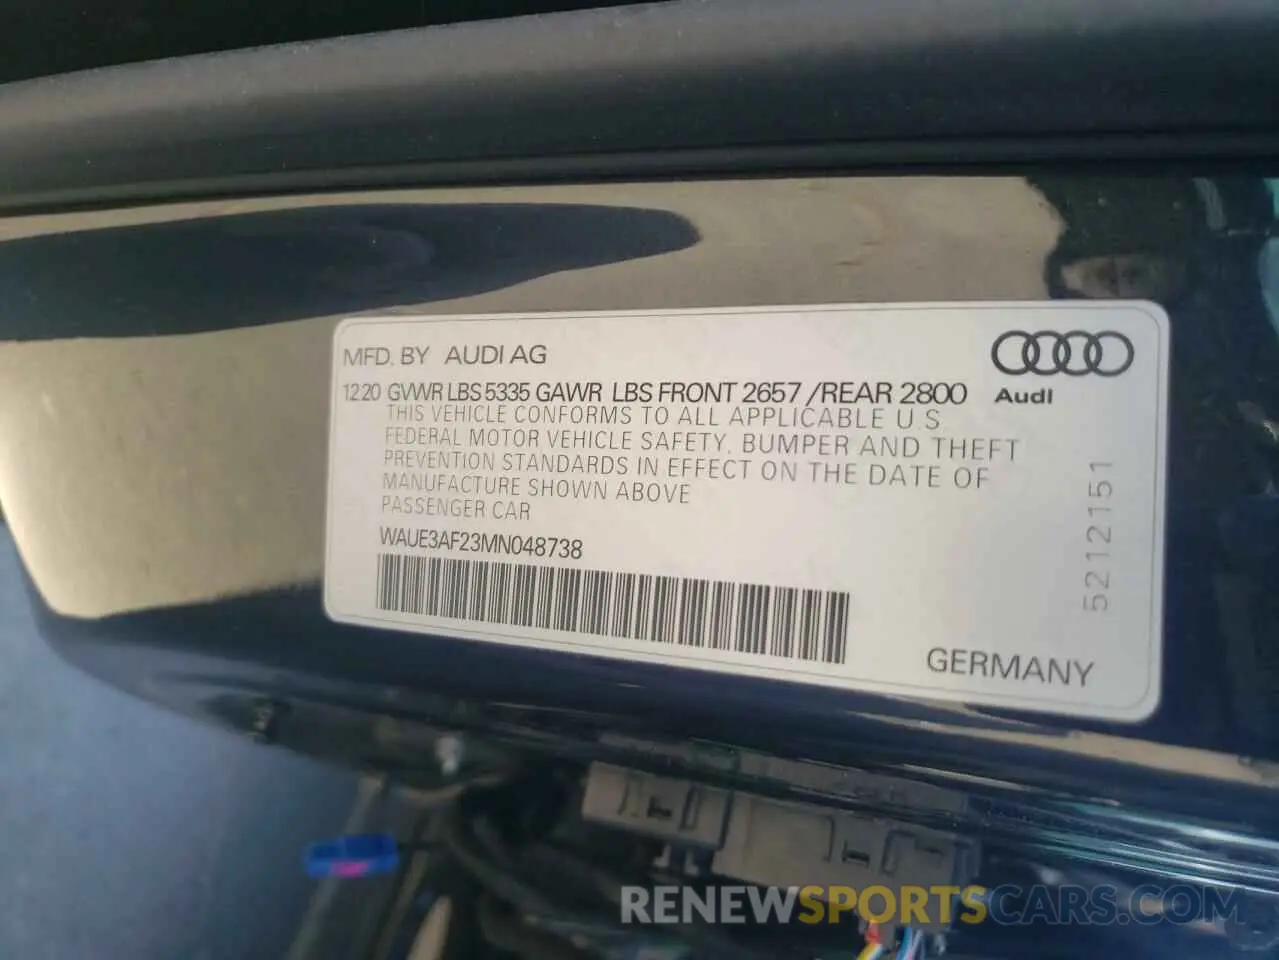 MFD. BY AUDI AG
12.20 GVWR LBS 5335 GAWR LBS FRONT 2657 /REAR 2800
Audi
THIS VEHICLE CONFORMS TO ALL APPLICABLE U.S
FEDERAL MOTOR VEHICLE SAFETY, BUMPER AND THEFT
PREVENTION STANDARDS IN EFFECT ON THE DATE OF
MANUFACTURE SHOWN ABOVE
PASSENGER CAR
WAUE3AF23MN048738
5212151
GERMANY
RENEWSPORTSCARS.COM